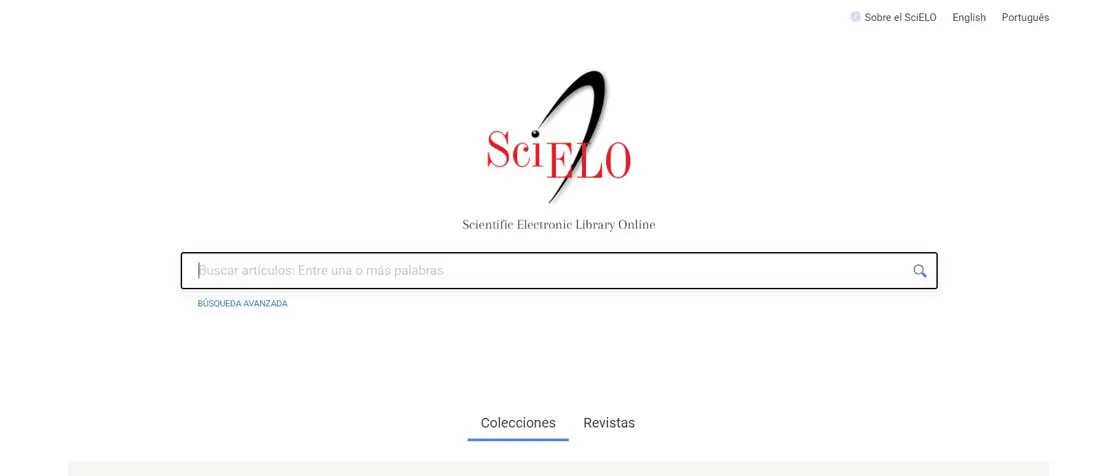 Sobre el SciELO English Português
SciELO
Scientific Electronic Library Online
Buscar artículos: Entre una o más palabras
BÚSQUEDA AVANZADA
Colecciones Revistas